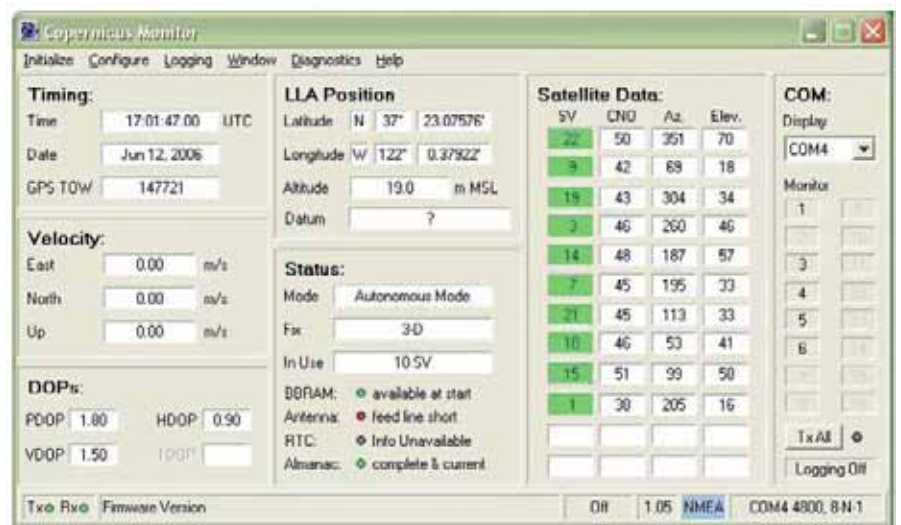 Copernicus Monitor
Initialize Configure Logging Window Diagnostics Help
Timing:
Time 17:01:47.00 UTC
Date Jun 12, 2006
GPS TOW 147721
Velocity:
East 0.00 m/s
North 0.00 m/s
Up 0.00 m/s
DOPs:
PDOP 1.80 HDOP 0.90
VDOP 1.50 TDOP
LLA Position
Latitude N 37° 23.07576'
Longitude W 122° 0.37922'
Altitude 19.0 m MSL
Datum ?
Status:
Mode Autonomous Mode
Fix 3-D
In Use 10 SV
BBRAM: available at start
Antenna: feed line short
RTC: Info Unavailable
Almanac: complete & current
Satellite Data:
SV CNO Az. Elev.
22 50 351 70
9 42 69 18
43 304 34
3 46 260 46
14 48 187 57
7 45 195 33
21 45 113 33
46 53 41
15 51 99
1 205 16
COM:
Display
COM4
Monitor
1
3
4
5
6
Tx All
Logging Off
Tx Rx Firmware Version Off 1.05 NMEA COM4 4800, 8-N-1